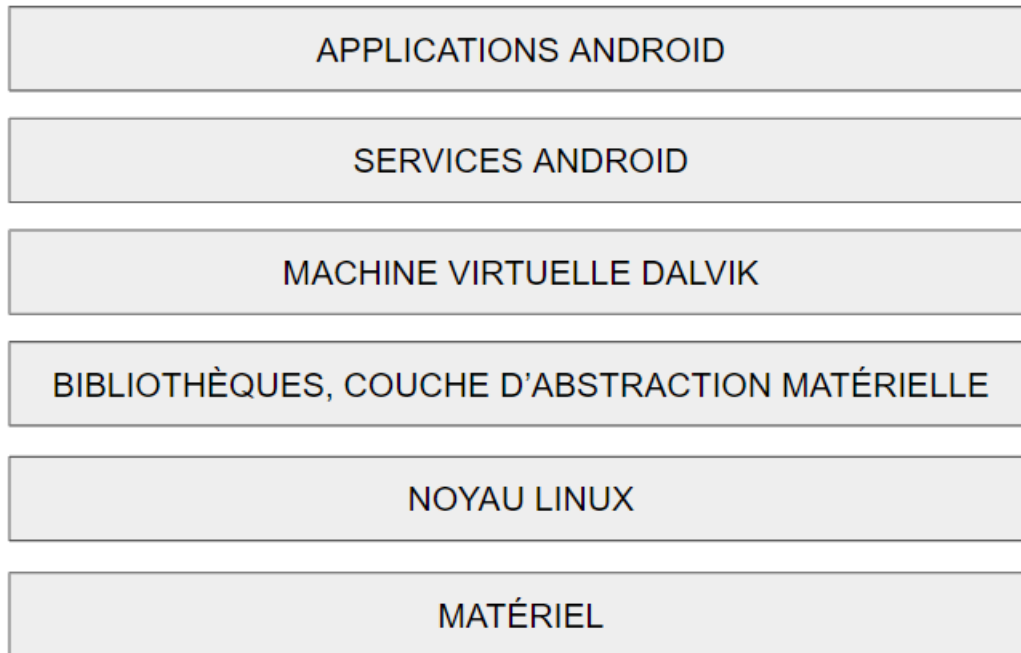 APPLICATIONS ANDROID
SERVICES ANDROID
MACHINE VIRTUELLE DALVIK
BIBLIOTHÈQUES, COUCHE D’ABSTRACTION MATÉRIELLE
NOYAU LINUX
MATÉRIEL